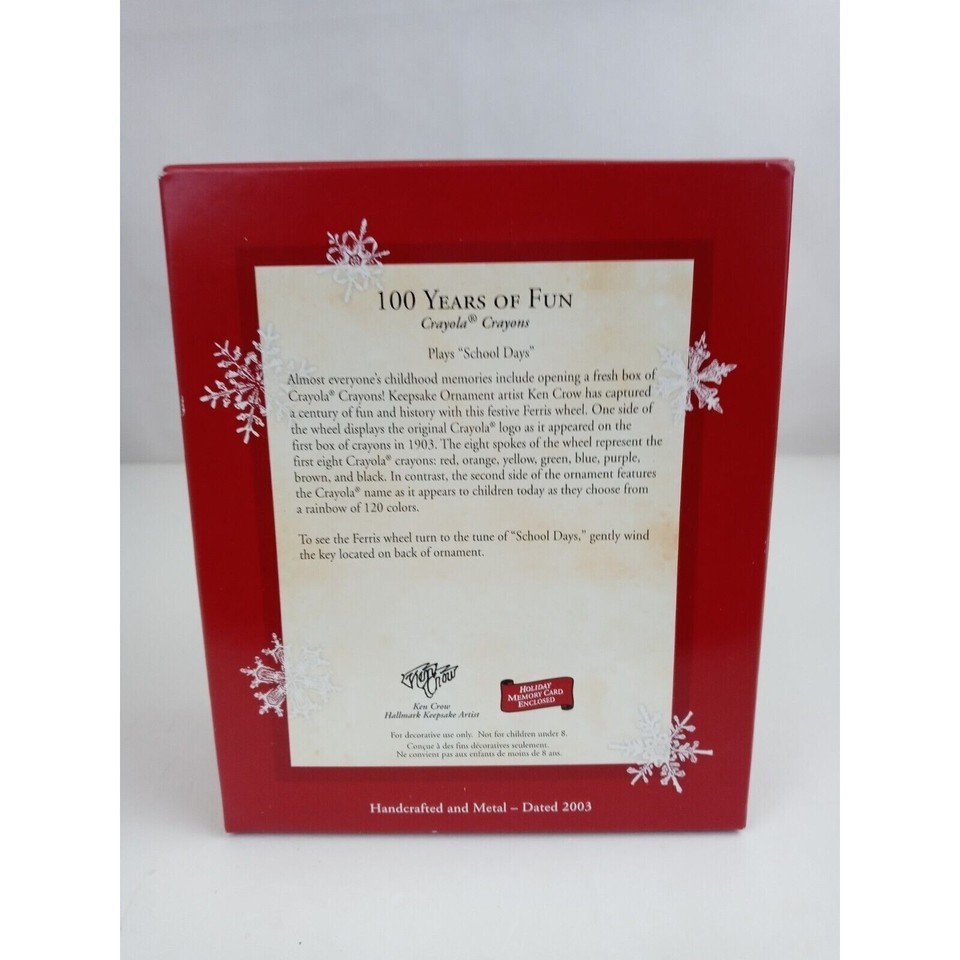 100 Years of Fun
Crayola® Crayons
Plays "School Days"
Almost everyone's childhood memories include opening a fresh box of
Crayola® Crayons! Keepsake Ornament artist Ken Crow has captured
a century of fun and history with this festive Ferris wheel. One side of
the wheel displays the original Crayola® logo as it appeared on the
first box of crayons in 1903. The eight spokes of the wheel represent the
first eight Crayola® crayons: red, orange, yellow, green, blue, purple,
brown, and black. In contrast, the second side of the ornament features
the Crayola® name as it appears to children today as they choose from
a rainbow of 120 colors.
To see the Ferris wheel turn to the tune of "School Days," gently wind
the key located on back of ornament.
Ken Crow
Ken Crow
Hallmark Keepsake Artist
Holiday
Memory Card
Enclosed
For decorative use only. Not for children under 8.
Conçue à des fins décoratives seulement.
Ne convient pas aux enfants de moins de 8 ans.
Handcrafted and Metal – Dated 2003